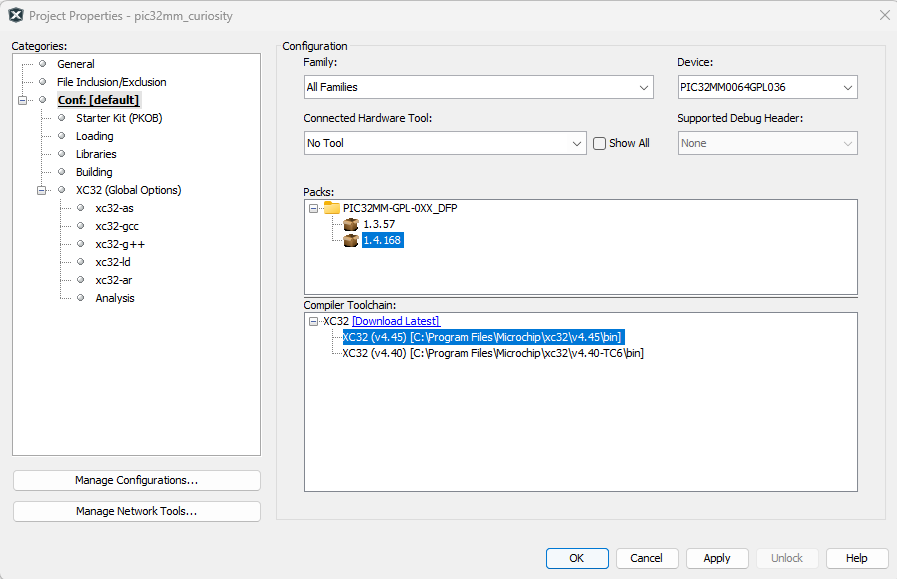 Project Properties - pic32mm_curiosity
Categories:
General
File Inclusion/Exclusion
Conf: [default]
Starter Kit (PKOB)
Loading
Libraries
Building
XC32 (Global Options)
xc32-as
xc32-gcc
xc32-g++
xc32-ld
xc32-ar
Analysis
Manage Configurations...
Manage Network Tools...
Configuration
Family:
Device:
All Families
PIC32MM0064GPL036
Connected Hardware Tool:
Supported Debug Header:
No Tool
Show All
None
Packs:
PIC32MM-GPL-0XX_DFP
1.3.57
1.4.168
Compiler Toolchain:
XC32 [Download Latest]
XC32 (v4.45) [C:\Program Files\Microchip\xc32\v4.45\bin]
XC32 (v4.40) [C:\Program Files\Microchip\xc32\v4.40-TC6\bin]
OK
Cancel
Apply
Unlock
Help